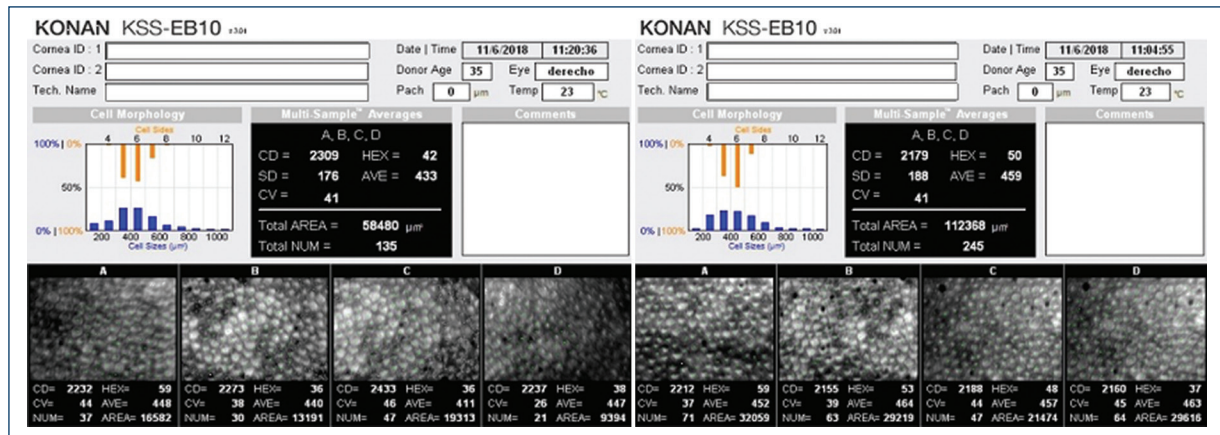 KONAN KSS-EB10 v 3.01
Cornea ID : 1
Cornea ID : 2
Tech. Name
Date | Time 11/6/2018 11:20:36
Donor Age 35 Eye derecho
Pach 0 µm Temp 23 °C
Cell Morphology
Cell Sides
4 6 8 10 12
100% | 0%
50%
0% | 100%
200 400 600 800 1000
Cell Sizes (µm²)
Multi-Sample™ Averages
A, B, C, D
CD = 2309 HEX = 42
SD = 176 AVE = 433
CV = 41
Total AREA = 58480 µm²
Total NUM = 135
Comments
A
CD= 2232 HEX= 59
CV= 44 AVE= 448
NUM= 37 AREA= 16582
B
CD= 2273 HEX= 36
CV= 38 AVE= 440
NUM= 30 AREA= 13191
C
CD= 2433 HEX= 36
CV= 46 AVE= 411
NUM= 47 AREA= 19313
D
CD= 2237 HEX= 38
CV= 26 AVE= 447
NUM= 21 AREA= 9394
KONAN KSS-EB10 v 3.01
Cornea ID : 1
Cornea ID : 2
Tech. Name
Date | Time 11/6/2018 11:04:55
Donor Age 35 Eye derecho
Pach 0 µm Temp 23 °C
Cell Morphology
Cell Sides
4 6 8 10 12
100% | 0%
50%
0% | 100%
200 400 600 800 1000
Cell Sizes (µm²)
Multi-Sample™ Averages
A, B, C, D
CD = 2179 HEX = 50
SD = 188 AVE = 459
CV = 41
Total AREA = 112368 µm²
Total NUM = 245
Comments
A
CD= 2212 HEX= 59
CV= 37 AVE= 452
NUM= 71 AREA= 32059
B
CD= 2155 HEX= 53
CV= 39 AVE= 464
NUM= 63 AREA= 29219
C
CD= 2188 HEX= 48
CV= 44 AVE= 457
NUM= 47 AREA= 21474
D
CD= 2160 HEX= 37
CV= 45 AVE= 463
NUM= 64 AREA= 29616